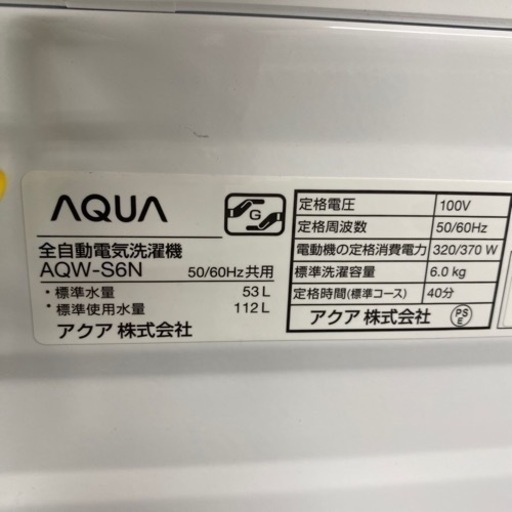 AQUA
G
全自動電気洗濯機
AQW-S6N 50/60Hz共用
・標準水量 53L
・標準使用水量 112L
アクア株式会社
定格電圧 100V
定格周波数 50/60Hz
電動機の定格消費電力 320/370 W
標準洗濯容量 6.0 kg
定格時間(標準コース) 40分
アクア株式会社 PSE